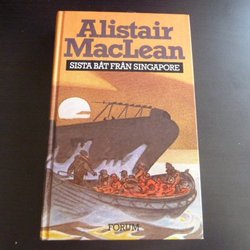 Alistair
MacLean
SISTA BÅT FRÅN SINGAPORE
FORUM